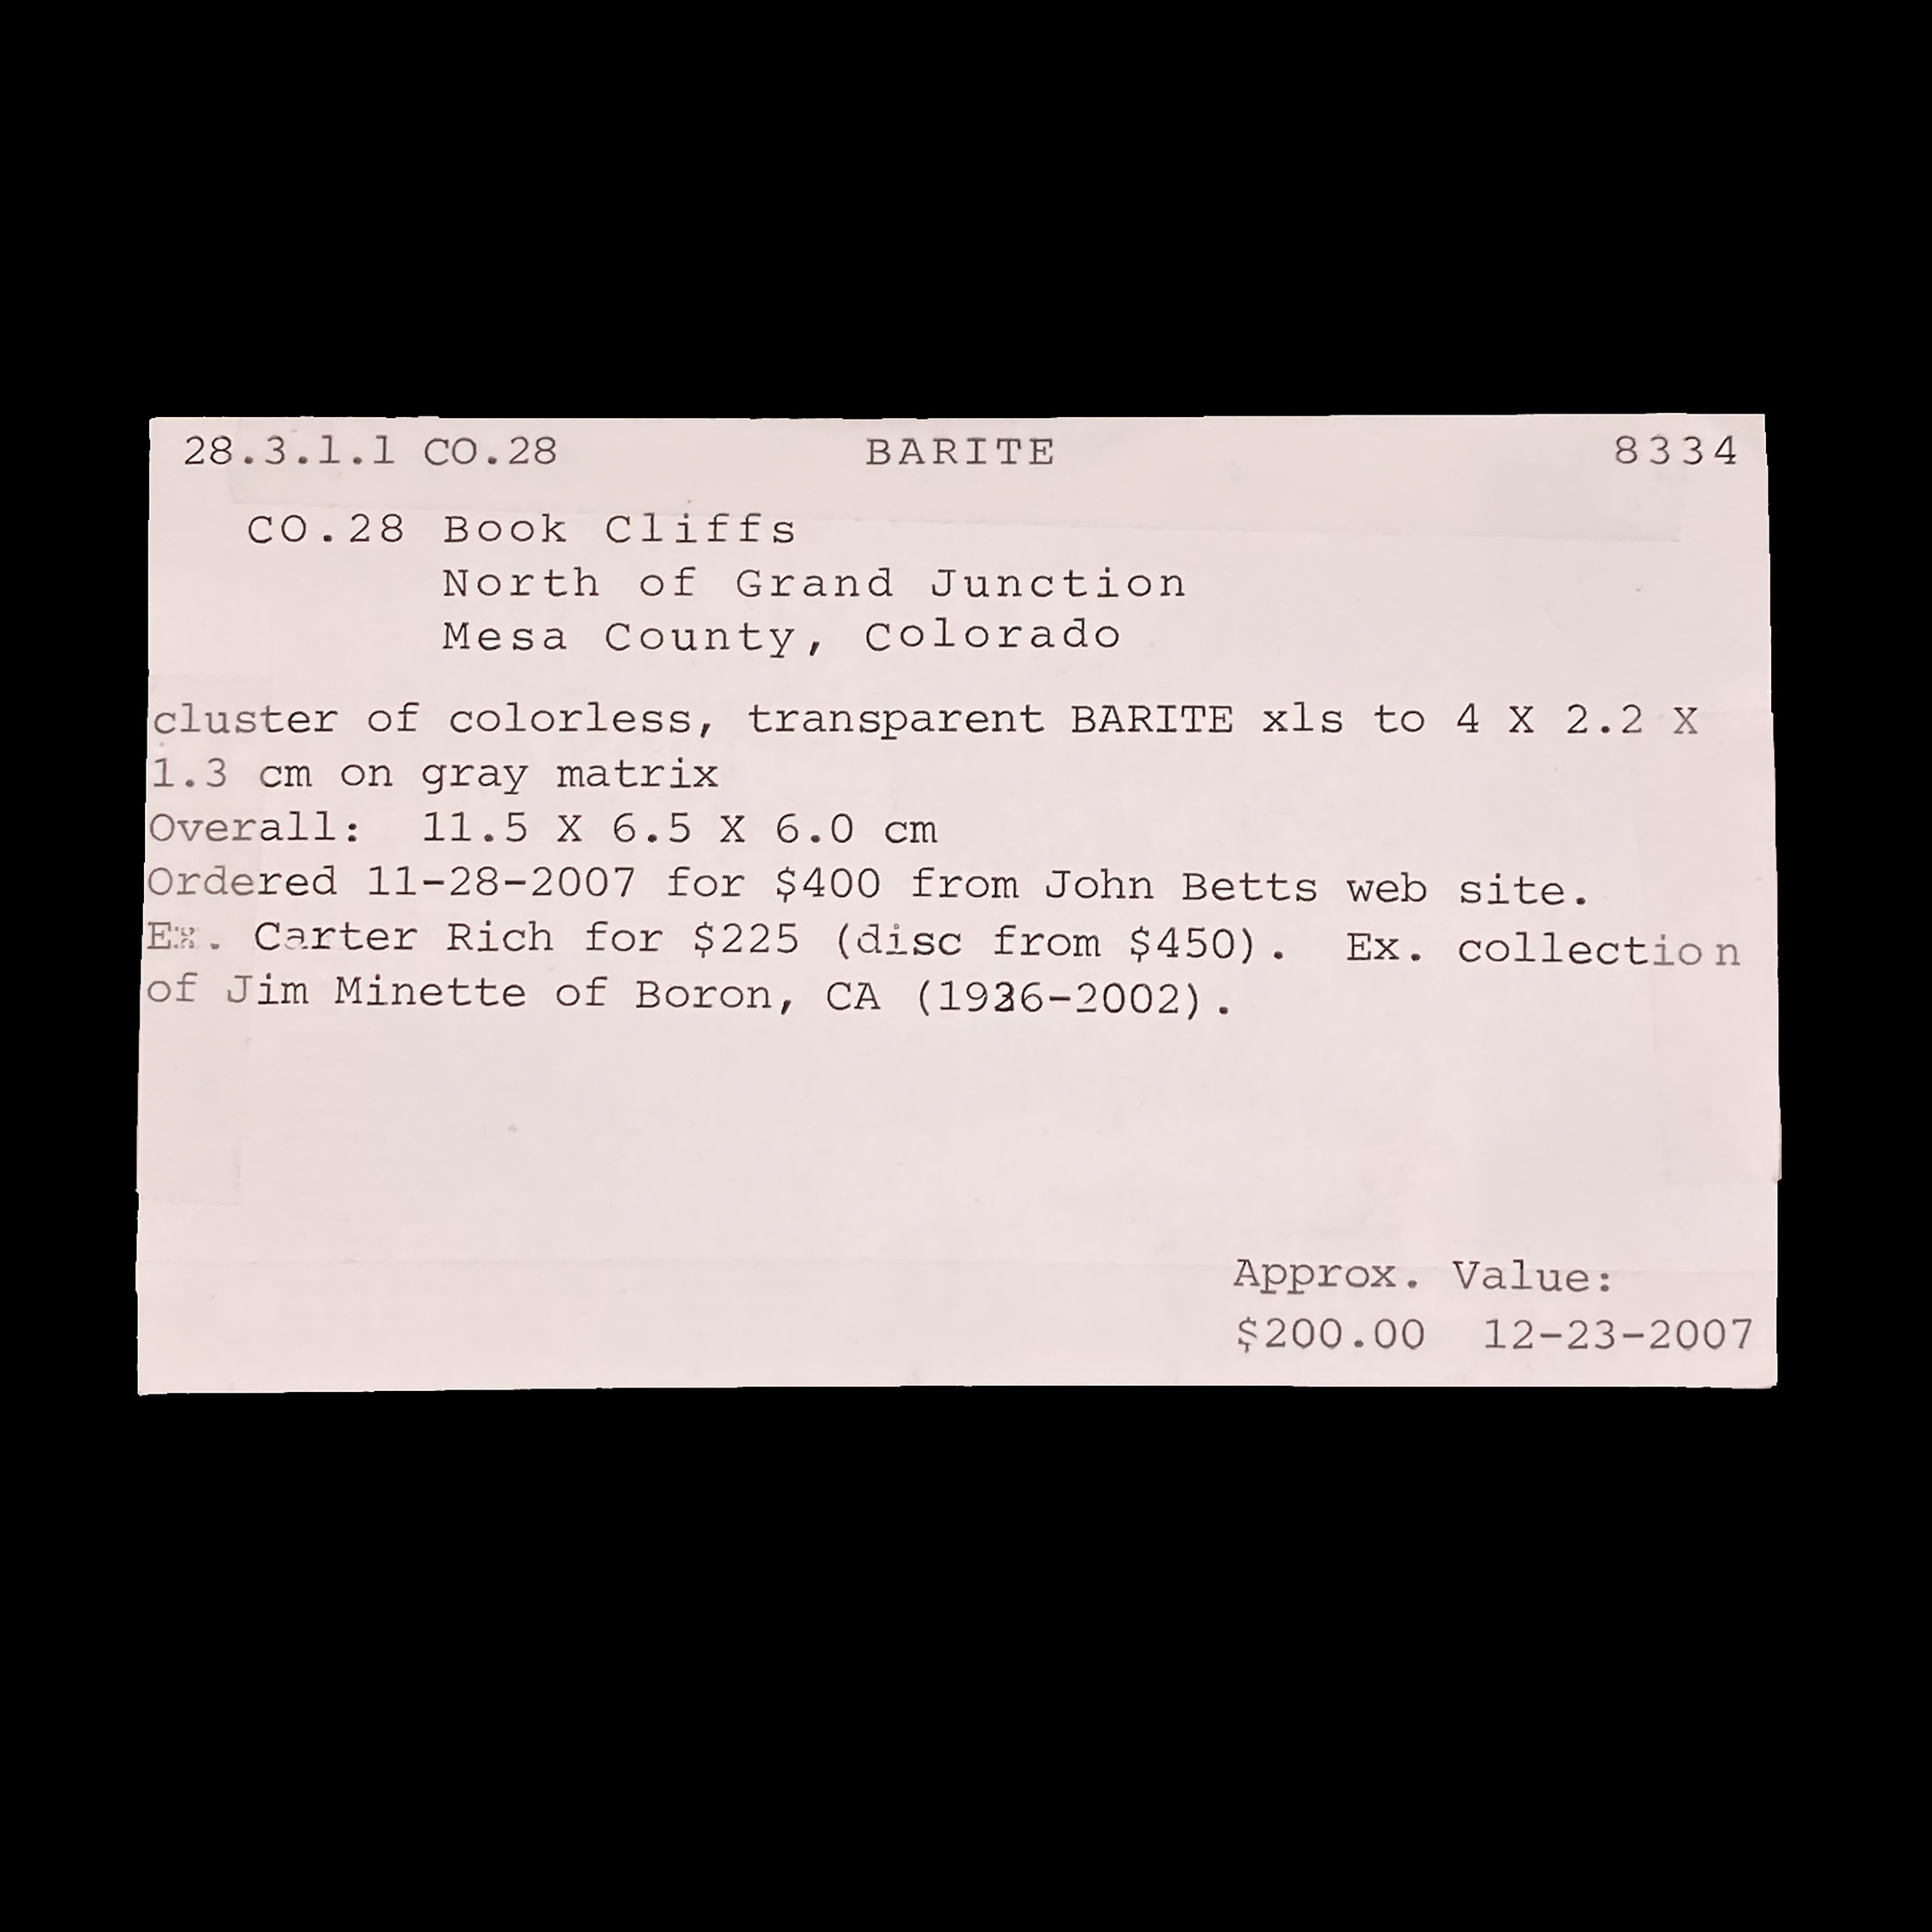 28.3.1.1 CO.28 BARITE 8334
CO.28 Book Cliffs
North of Grand Junction
Mesa County, Colorado
cluster of colorless, transparent BARITE xls to 4 X 2.2 X
1.3 cm on gray matrix
Overall: 11.5 X 6.5 X 6.0 cm
Ordered 11-28-2007 for $400 from John Betts web site.
Ex. Carter Rich for $225 (disc from $450). Ex. collection
of Jim Minette of Boron, CA (1936-2002).
Approx. Value:
$200.00 12-23-2007